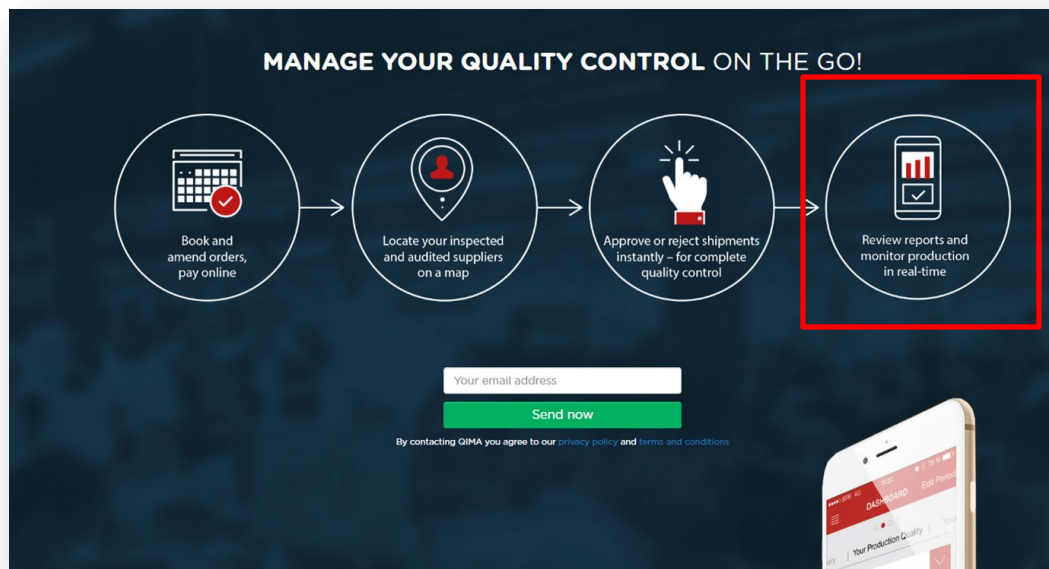 MANAGE YOUR QUALITY CONTROL ON THE GO!
Book and
amend orders,
pay online
Locate your inspected
and audited suppliers
on a map
Approve or reject shipments
instantly – for complete
quality control
Review reports and
monitor production
in real-time
Your email address
Send now
By contacting QIMA you agree to our privacy policy and terms and conditions
DASHBOARD
Edit Period
Your Production Quality